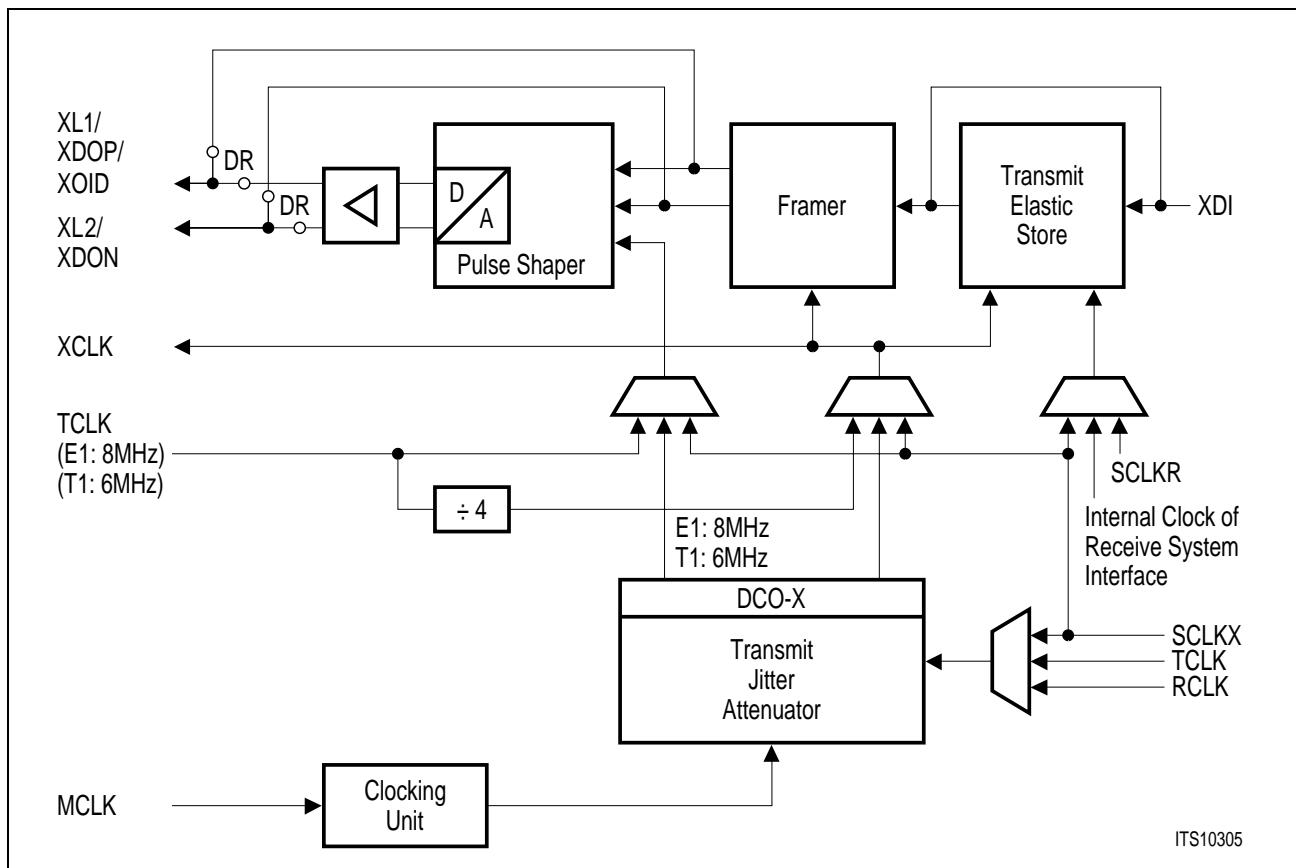 XL1/
XDOP/
XOID
DR
XL2/
XDON
DR
D
A
Pulse Shaper
Framer
Transmit
Elastic
Store
XDI
XCLK
TCLK
(E1: 8MHz)
(T1: 6MHz)
÷ 4
E1: 8MHz
T1: 6MHz
SCLKR
Internal Clock of
Receive System
Interface
DCO-X
Transmit
Jitter
Attenuator
SCLKX
TCLK
RCLK
MCLK
Clocking
Unit
ITS10305